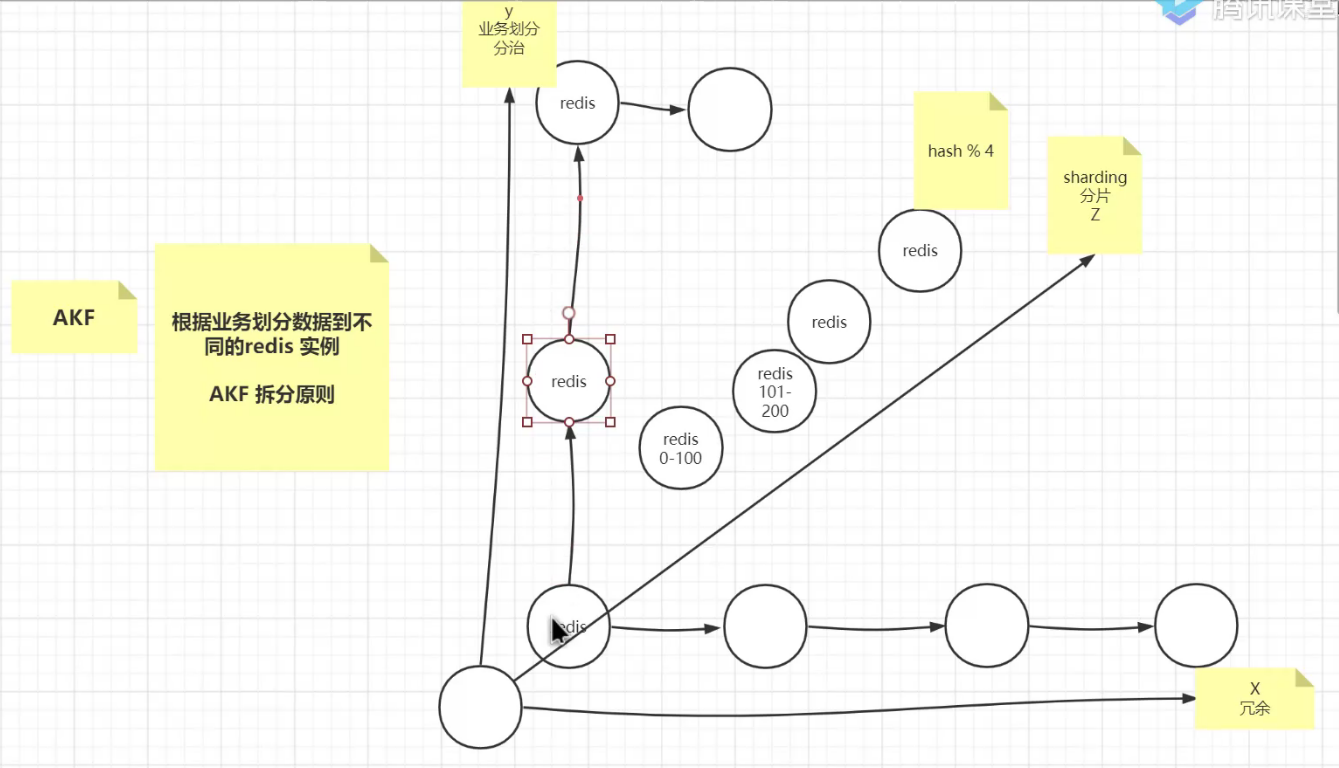 腾讯课堂
y
业务划分
分治
redis
hash % 4
sharding
分片
Z
redis
AKF
根据业务划分数据到不
同的redis 实例
AKF 拆分原则
redis
redis
redis
101-
200
redis
0-100
redis
X
冗余